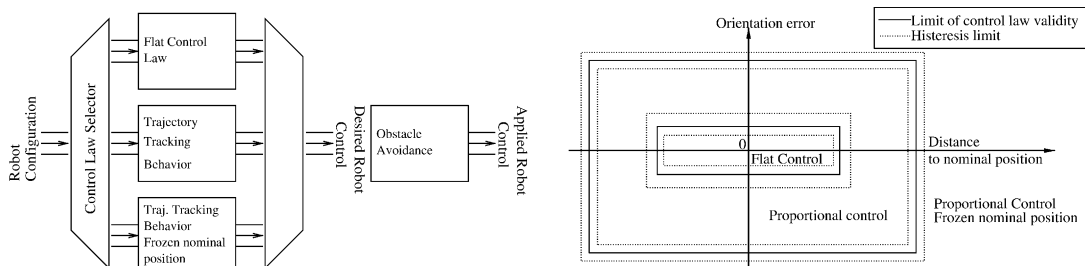 Robot
Configuration
Control Law Selector
Flat Control
Law
Trajectory
Tracking
Behavior
Traj. Tracking
Behavior
Frozen nominal
position
Desired Robot
Control
Obstacle
Avoidance
Applied Robot
Control
Orientation error
Limit of control law validity
Histeresis limit
0
Flat Control
Distance
to nominal position
Proportional control
Proportional Control
Frozen nominal position